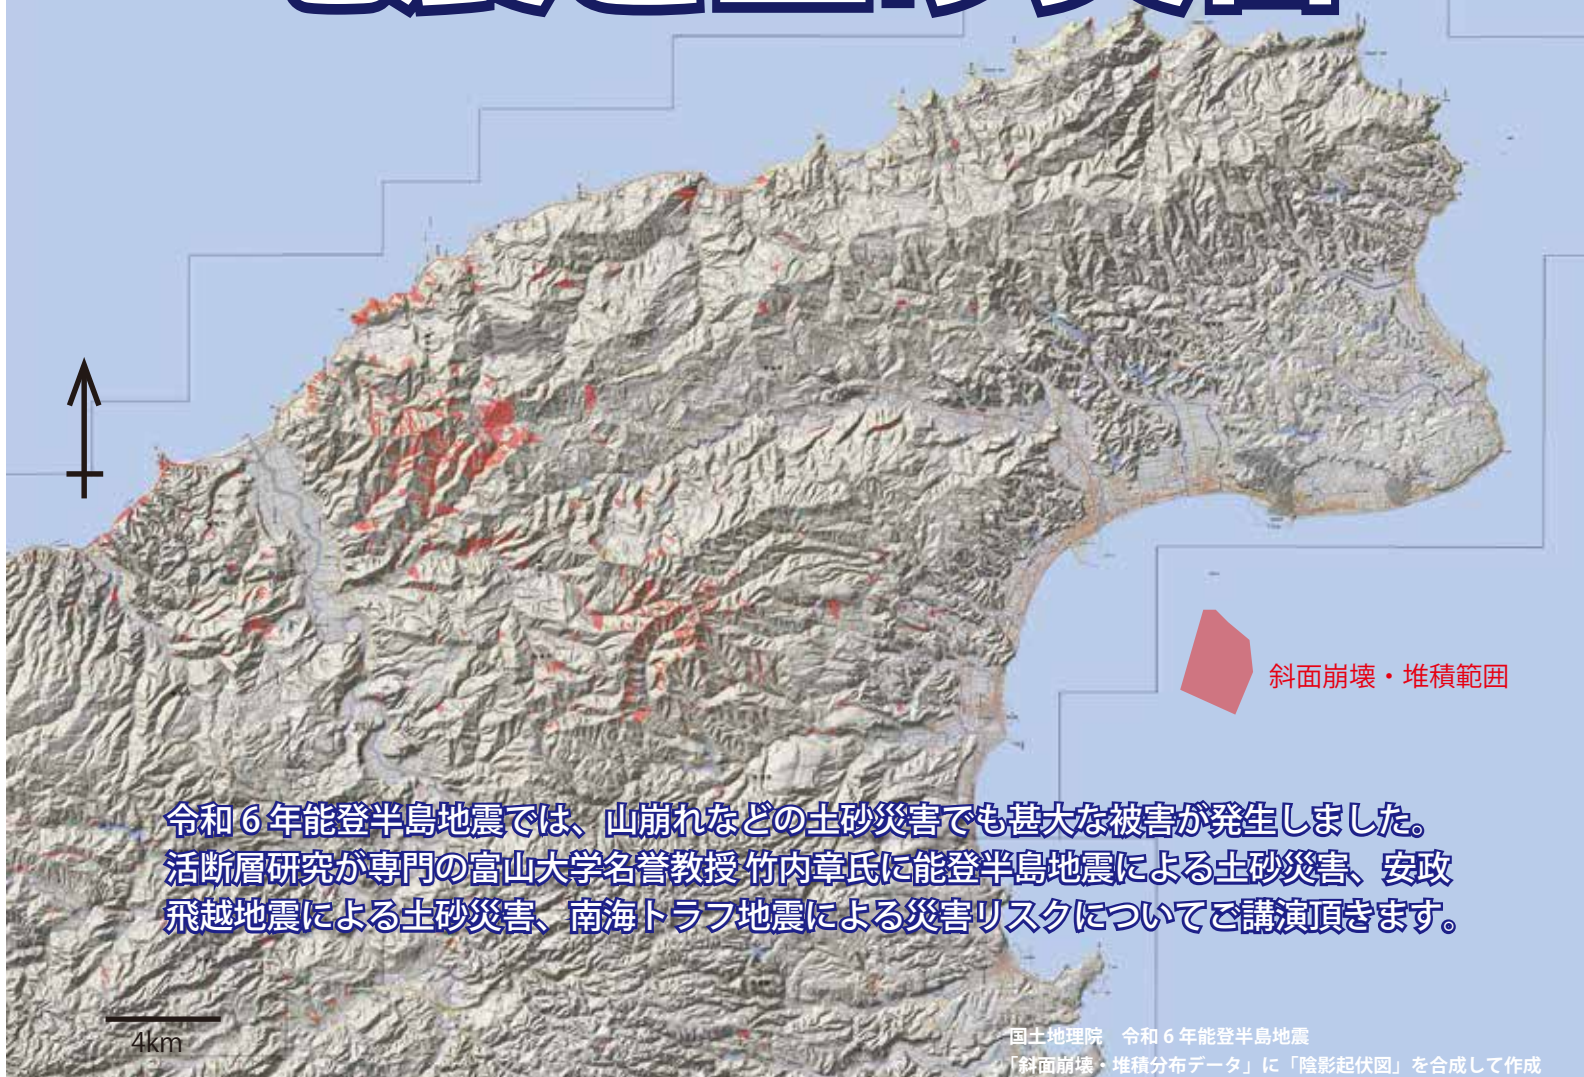 地震と土砂災害
斜面崩壊・堆積範囲
令和６年能登半島地震では、山崩れなどの土砂災害でも甚大な被害が発生しました。
活断層研究が専門の富山大学名誉教授 竹内章氏に能登半島地震による土砂災害、安政
飛越地震による土砂災害、南海トラフ地震による災害リスクについてご講演頂きます。
4km
国土地理院　令和６年能登半島地震
「斜面崩壊・堆積分布データ」に「陰影起伏図」を合成して作成